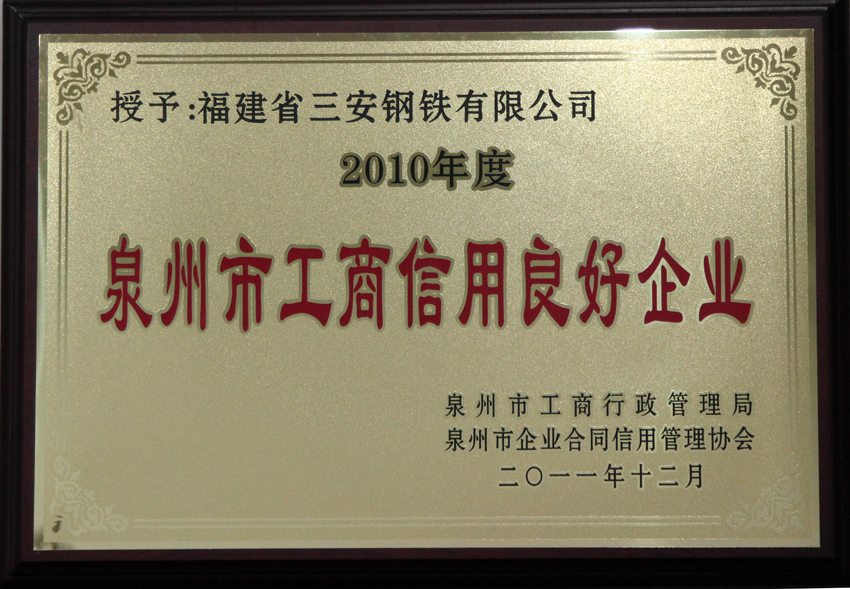 授予:福建省三安钢铁有限公司
2010年度
泉州市工商信用良好企业
泉州市工商行政管理局
泉州市企业合同信用管理协会
二〇一一年十二月